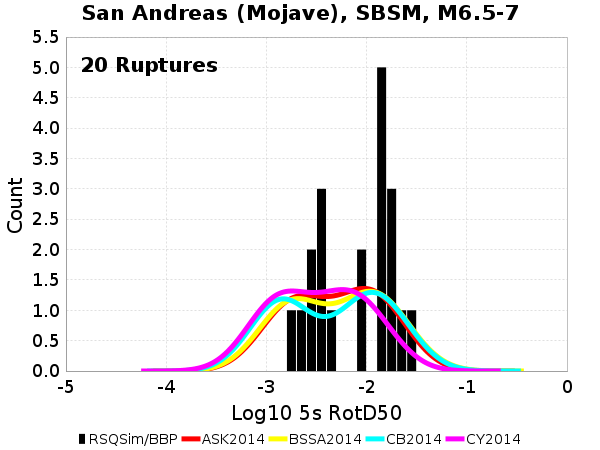 San Andreas (Mojave), SBSM, M6.5-7
20 Ruptures
Count
5.5
5.0
4.5
4.0
3.5
3.0
2.5
2.0
1.5
1.0
0.5
0.0
-5 -4 -3 -2 -1 0
Log10 5s RotD50
RSQSim/BBP ASK2014 BSSA2014 CB2014 CY2014